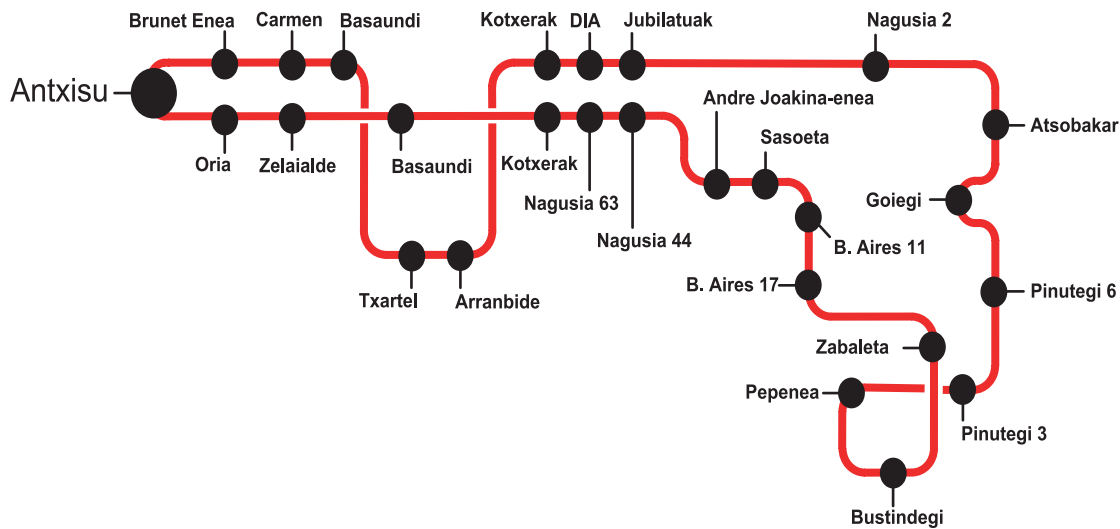 Brunet Enea
Carmen
Basaundi
Kotxerak
DIA
Jubilatuak
Nagusia 2
Antxisu
Andre Joakina-enea
Atsobakar
Sasoeta
Oria
Zelaialde
Basaundi
Kotxerak
Nagusia 63
Goiegi
Nagusia 44
B. Aires 11
B. Aires 17
Pinutegi 6
Txartel
Arranbide
Zabaleta
Pepenea
Pinutegi 3
Bustindegi